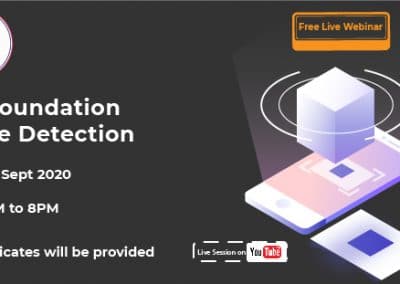 Free Live Webinar
oundation
e Detection
Sept 2020
M to 8PM
icates will be provided
Live Session on YouTube